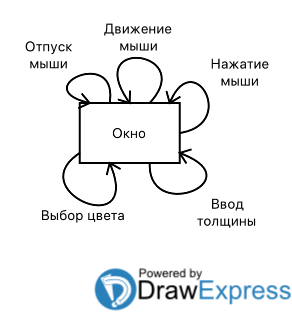 Движение
мыши
Отпуск
мыши
Нажатие
мыши
Окно
Выбор цвета
Ввод
толщины
Powered by
DrawExpress